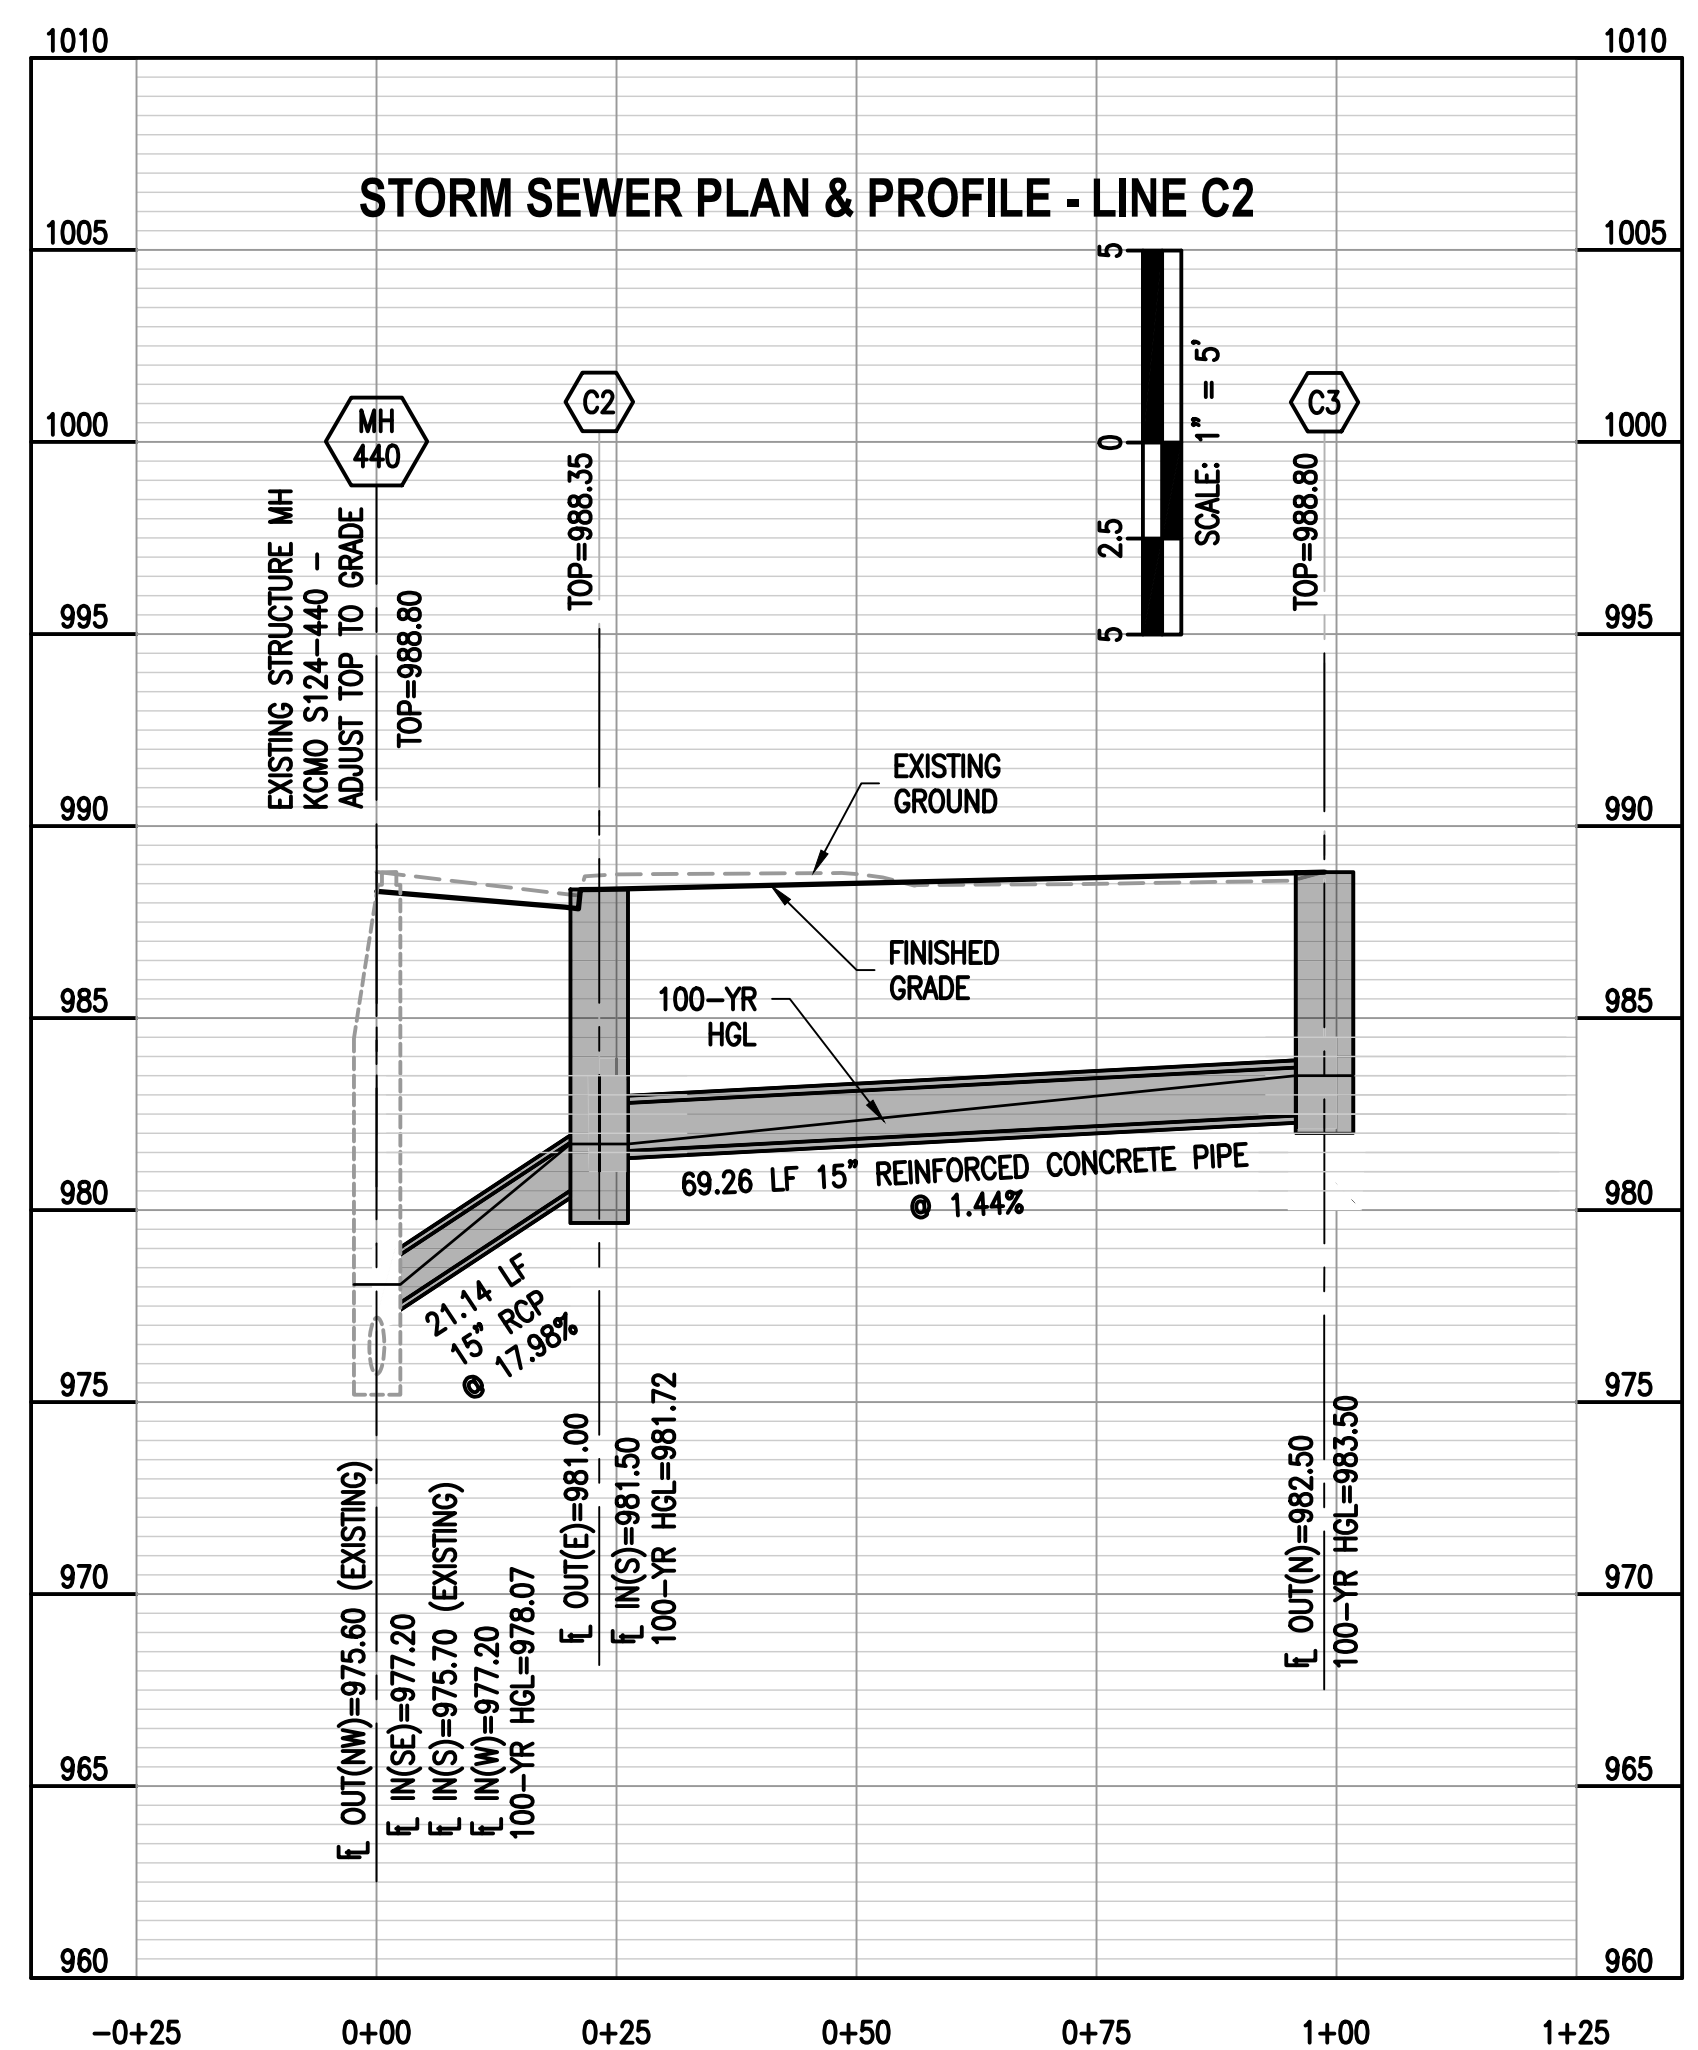 1010
1010
STORM SEWER PLAN & PROFILE - LINE C2
1005
1005
5
0
2.5
5
SCALE: 1" = 5'
MH
440
C2
C3
1000
1000
EXISTING STRUCTURE MH
KCMO S124-440 -
ADJUST TOP TO GRADE
TOP=988.80
TOP=988.35
TOP=988.80
995
995
EXISTING
GROUND
990
990
FINISHED
GRADE
100-YR
HGL
985
985
69.26 LF 15" REINFORCED CONCRETE PIPE
@ 1.44%
980
980
21.14 LF
15" RCP
@ 17.98%
975
975
FL OUT(NW)=975.60 (EXISTING)
FL IN(SE)=977.20
FL IN(S)=975.70 (EXISTING)
FL IN(W)=977.20
100-YR HGL=978.07
FL OUT(E)=981.00
FL IN(S)=981.50
100-YR HGL=981.72
FL OUT(N)=982.50
100-YR HGL=983.50
970
970
965
965
960
960
-0+25 0+00 0+25 0+50 0+75 1+00 1+25